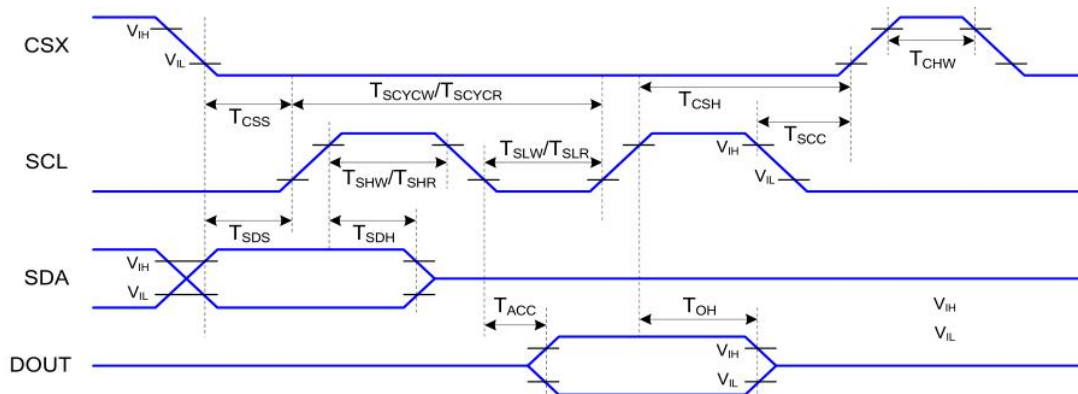 CSX
VIH
VIL
TCHW
TSCYCW/TSCYCR
TCSS
TCSH
TSCC
SCL
TSLW/TSLR
VIH
TSHW/TSHR
VIL
TSDS
TSDH
SDA
VIH
VIL
TACC
TOH
VIH
VIL
DOUT
VIH
VIL